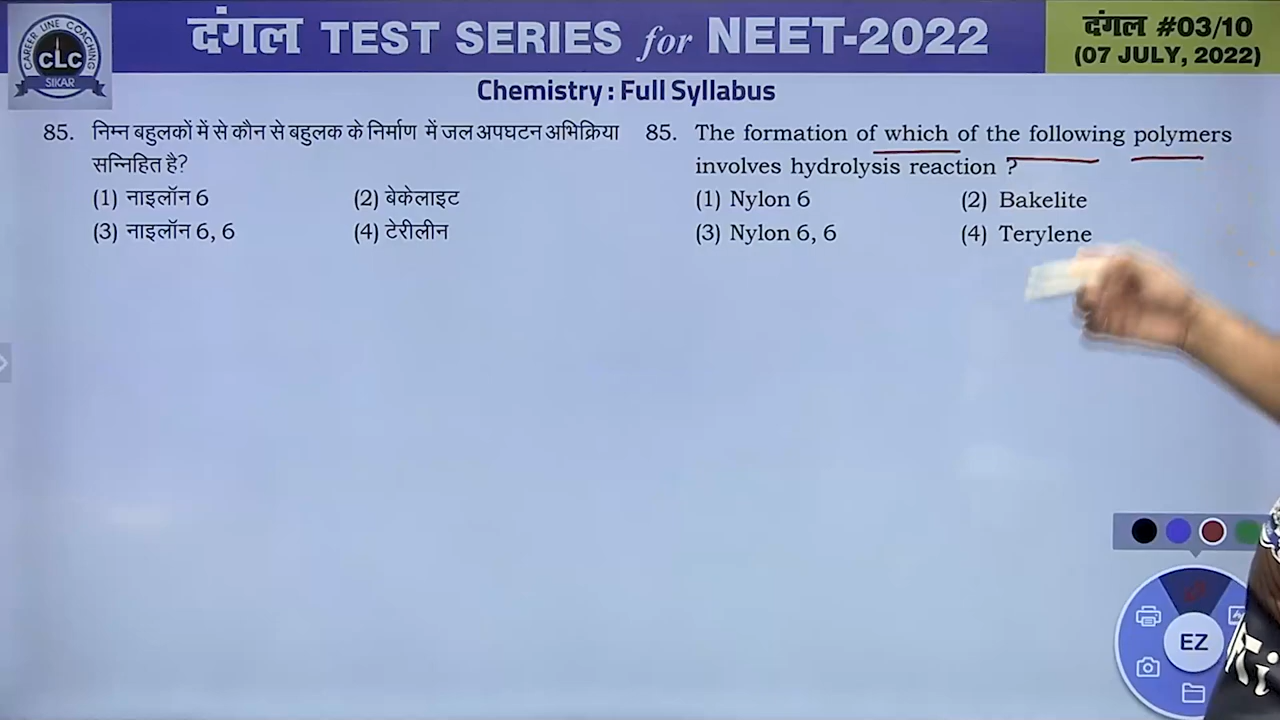 दंगल TEST SERIES for NEET-2022
दंगल #03/10
(07 JULY, 2022)
CAREER LINE COACHING
CLC
SIKAR
Chemistry : Full Syllabus
85. निम्न बहुलकों में से कौन से बहुलक के निर्माण में जल अपघटन अभिक्रिया
सन्निहित है?
(1) नाइलॉन 6 (2) बेकेलाइट
(3) नाइलॉन 6, 6 (4) टेरीलीन
85. The formation of which of the following polymers
involves hydrolysis reaction ?
(1) Nylon 6 (2) Bakelite
(3) Nylon 6, 6 (4) Terylene
EZ